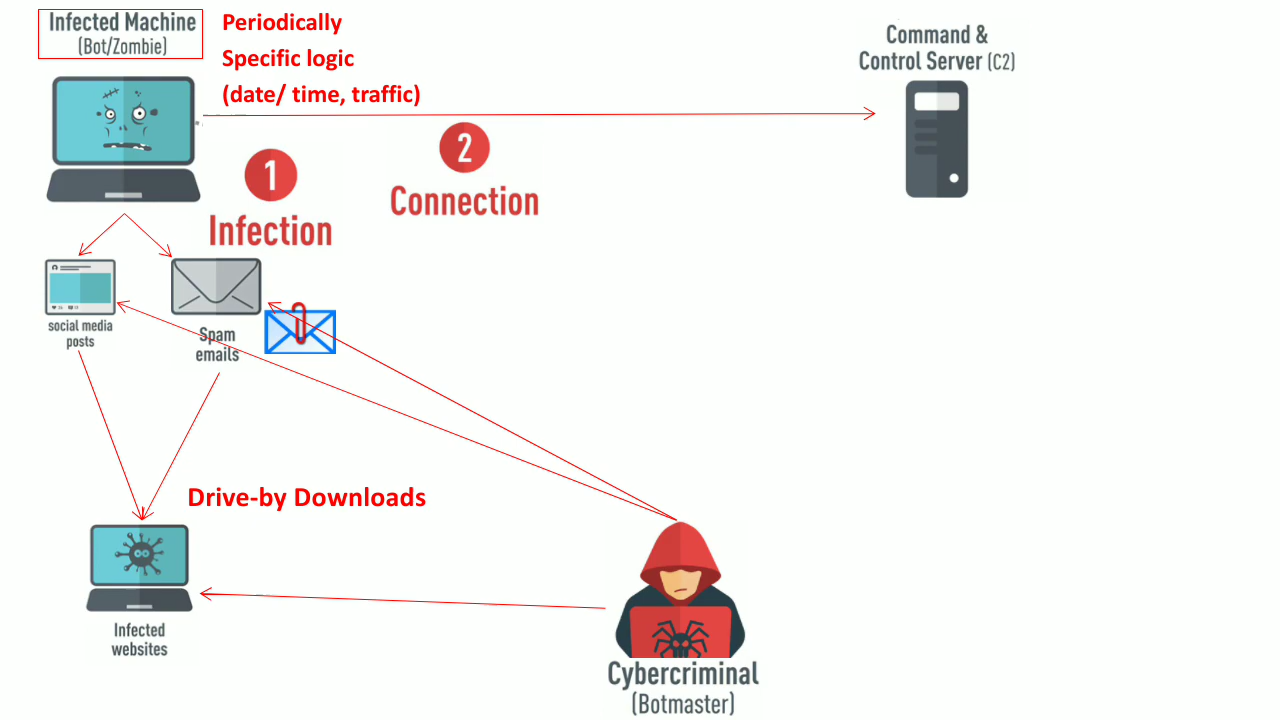 Infected Machine
(Bot/Zombie)
Periodically
Specific logic
(date/ time, traffic)
Command &
Control Server (C2)
1
Infection
2
Connection
social media
posts
Spam
emails
Drive-by Downloads
Infected
websites
Cybercriminal
(Botmaster)